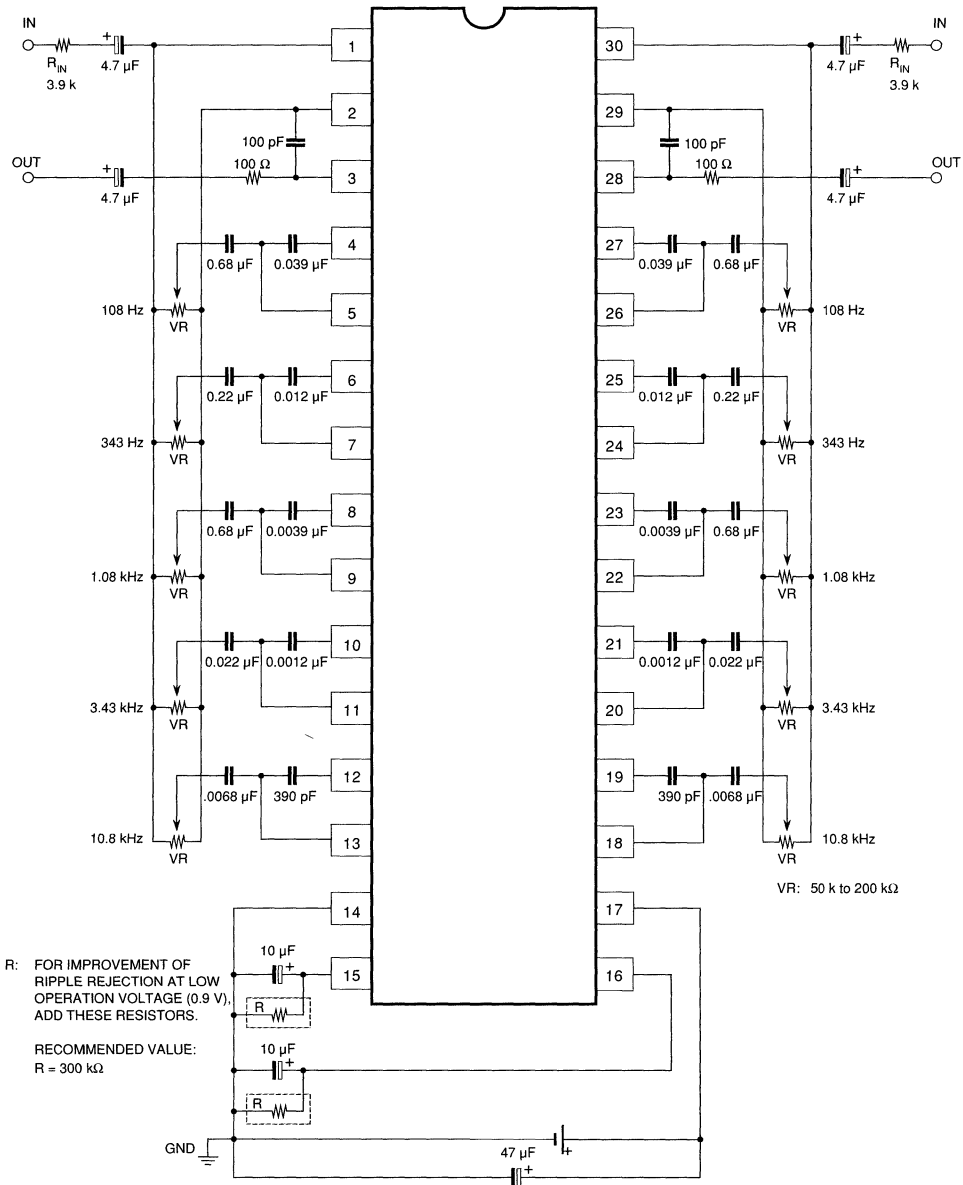 IN
IN
+
+
1
30
R_IN
4.7 µF
4.7 µF
R_IN
3.9 k
3.9 k
2
29
100 pF
100 pF
OUT
100 Ω
100 Ω
OUT
+
+
3
28
4.7 µF
4.7 µF
4
27
0.68 µF
0.039 µF
0.039 µF
0.68 µF
108 Hz
5
26
108 Hz
VR
VR
6
25
0.22 µF
0.012 µF
0.012 µF
0.22 µF
343 Hz
7
24
343 Hz
VR
VR
8
23
0.68 µF
0.0039 µF
0.0039 µF
0.68 µF
1.08 kHz
9
22
1.08 kHz
VR
VR
10
21
0.022 µF
0.0012 µF
0.0012 µF
0.022 µF
3.43 kHz
11
20
3.43 kHz
VR
VR
12
19
.0068 µF
390 pF
390 pF
.0068 µF
10.8 kHz
13
18
10.8 kHz
VR
VR
VR: 50 k to 200 kΩ
14
17
10 µF
+
15
16
R: FOR IMPROVEMENT OF
RIPPLE REJECTION AT LOW
OPERATION VOLTAGE (0.9 V),
ADD THESE RESISTORS.
R
RECOMMENDED VALUE:
R = 300 kΩ
10 µF
+
R
GND
+
47 µF
+